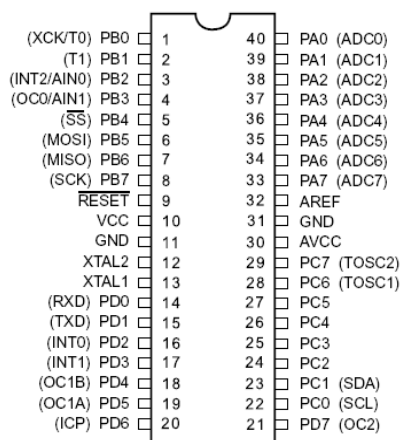 (XCK/T0) PB0 1 40 PA0 (ADC0)
(T1) PB1 2 39 PA1 (ADC1)
(INT2/AIN0) PB2 3 38 PA2 (ADC2)
(OC0/AIN1) PB3 4 37 PA3 (ADC3)
(SS) PB4 5 36 PA4 (ADC4)
(MOSI) PB5 6 35 PA5 (ADC5)
(MISO) PB6 7 34 PA6 (ADC6)
(SCK) PB7 8 33 PA7 (ADC7)
RESET 9 32 AREF
VCC 10 31 GND
GND 11 30 AVCC
XTAL2 12 29 PC7 (TOSC2)
XTAL1 13 28 PC6 (TOSC1)
(RXD) PD0 14 27 PC5
(TXD) PD1 15 26 PC4
(INT0) PD2 16 25 PC3
(INT1) PD3 17 24 PC2
(OC1B) PD4 18 23 PC1 (SDA)
(OC1A) PD5 19 22 PC0 (SCL)
(ICP) PD6 20 21 PD7 (OC2)